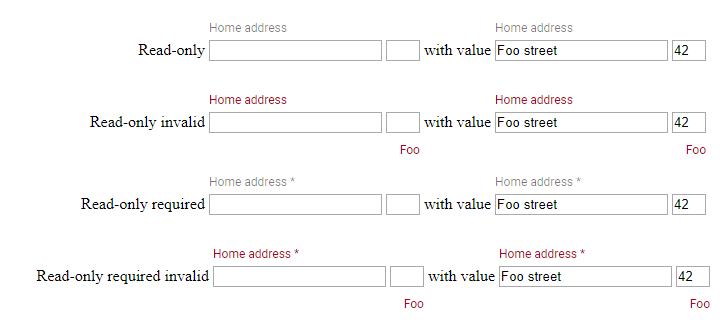 Home address Home address
Read-only with value Foo street 42
Home address Home address
Read-only invalid with value Foo street 42
Foo Foo
Home address * Home address *
Read-only required with value Foo street 42
Home address * Home address *
Read-only required invalid with value Foo street 42
Foo Foo